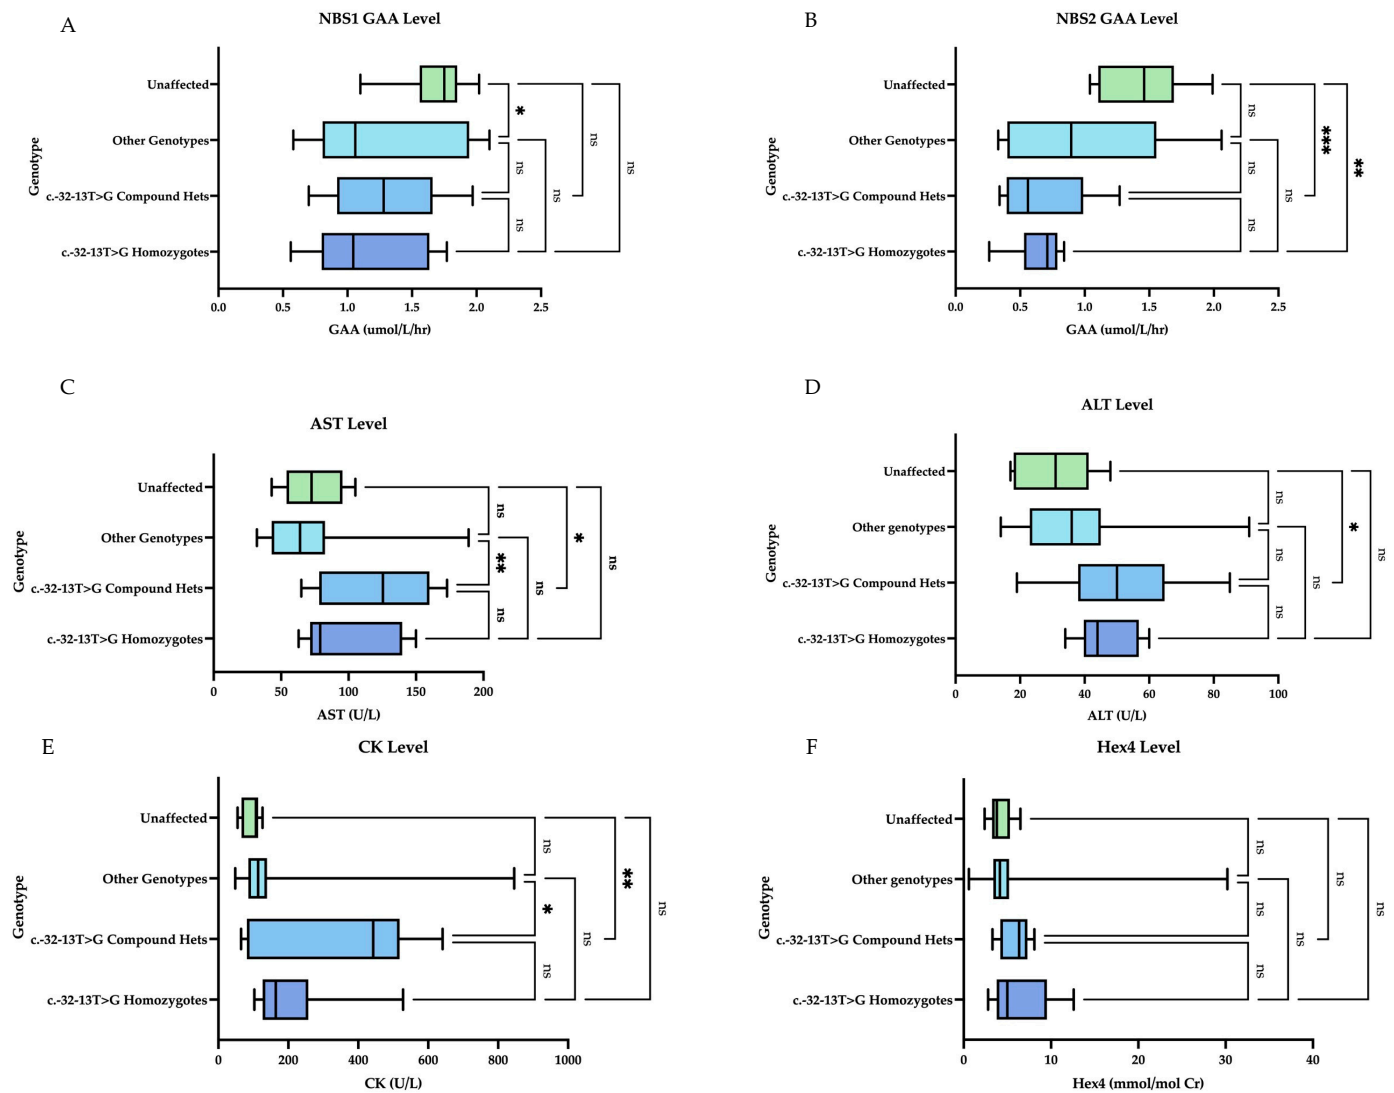 A
NBS1 GAA Level
Genotype
Unaffected
Other Genotypes
c.-32-13T>G Compound Hets
c.-32-13T>G Homozygotes
*
ns
ns
ns
ns
ns
0.0 0.5 1.0 1.5 2.0 2.5
GAA (umol/L/hr)
B
NBS2 GAA Level
Genotype
Unaffected
Other Genotypes
c.-32-13T>G Compound Hets
c.-32-13T>G Homozygotes
ns
ns
ns
ns
***
**
0.0 0.5 1.0 1.5 2.0 2.5
GAA (umol/L/hr)
C
AST Level
Genotype
Unaffected
Other Genotypes
c.-32-13T>G Compound Hets
c.-32-13T>G Homozygotes
ns
**
ns
ns
*
ns
0 50 100 150 200
AST (U/L)
D
ALT Level
Genotype
Unaffected
Other genotypes
c.-32-13T>G Compound Hets
c.-32-13T>G Homozygotes
ns
ns
ns
ns
*
ns
0 20 40 60 80 100
ALT (U/L)
E
CK Level
Genotype
Unaffected
Other Genotypes
c.-32-13T>G Compound Hets
c.-32-13T>G Homozygotes
ns
*
ns
ns
**
ns
0 200 400 600 800 1000
CK (U/L)
F
Hex4 Level
Genotype
Unaffected
Other genotypes
c.-32-13T>G Compound Hets
c.-32-13T>G Homozygotes
ns
ns
ns
ns
ns
ns
0 10 20 30 40
Hex4 (mmol/mol Cr)